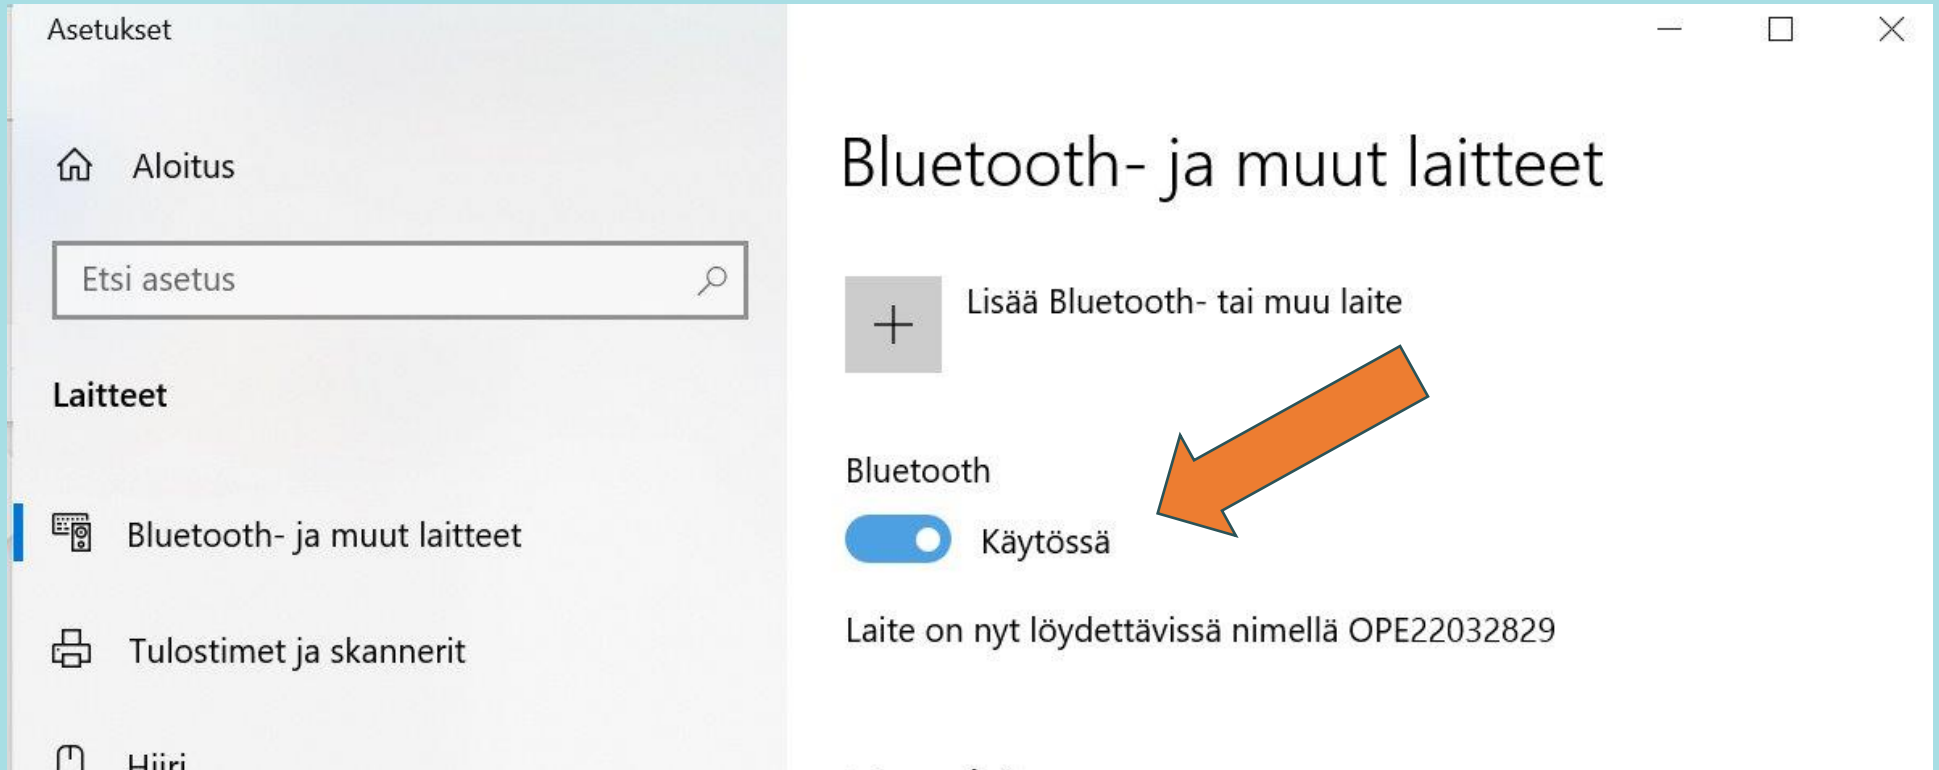 Asetukset
Aloitus
Etsi asetus
Laitteet
Bluetooth- ja muut laitteet
Tulostimet ja skannerit
Hiiri
Bluetooth- ja muut laitteet
Lisää Bluetooth- tai muu laite
Bluetooth
Käytössä
Laite on nyt löydettävissä nimellä OPE22032829